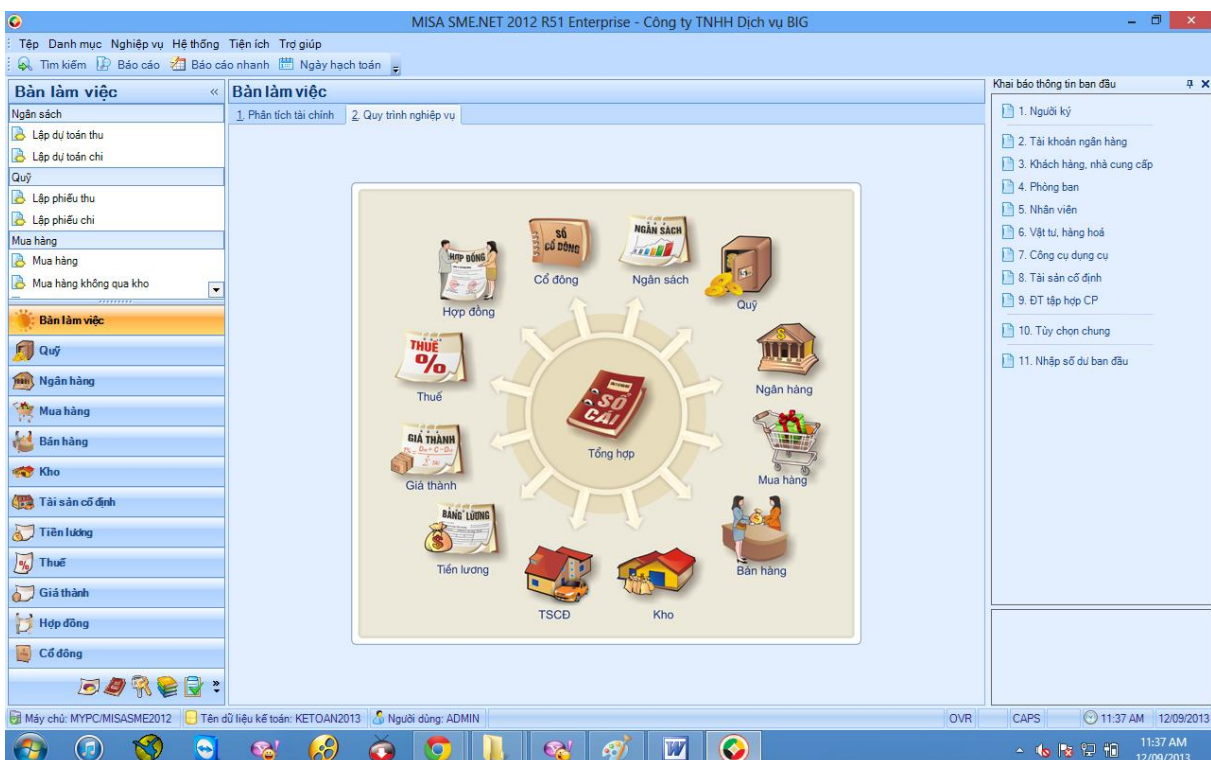 MISA SME.NET 2012 R51 Enterprise - Công ty TNHH Dịch vụ BIG
Tệp Danh mục Nghiệp vụ Hệ thống Tiện ích Trợ giúp
Tìm kiếm Báo cáo Báo cáo nhanh Ngày hạch toán
Bàn làm việc
Ngân sách
Lập dự toán thu
Lập dự toán chi
Quỹ
Lập phiếu thu
Lập phiếu chi
Mua hàng
Mua hàng
Mua hàng không qua kho
Bàn làm việc
Quỹ
Ngân hàng
Mua hàng
Bán hàng
Kho
Tài sản cố định
Tiền lương
Thuế
Giá thành
Hợp đồng
Cổ đông
Bàn làm việc
1. Phân tích tài chính 2. Quy trình nghiệp vụ
HỢP ĐỒNG
Hợp đồng
SỔ CỔ ĐÔNG
Cổ đông
NGÂN SÁCH
Ngân sách
Quỹ
THUẾ %
Thuế
Ngân hàng
SỔ CÁI
Tổng hợp
GIÁ THÀNH
Giá thành
Mua hàng
BẢNG LƯƠNG
Tiền lương
TSCĐ
Kho
Bán hàng
Khai báo thông tin ban đầu
1. Người ký
2. Tài khoản ngân hàng
3. Khách hàng, nhà cung cấp
4. Phòng ban
5. Nhân viên
6. Vật tư, hàng hoá
7. Công cụ dụng cụ
8. Tài sản cố định
9. ĐT tập hợp CP
10. Tùy chọn chung
11. Nhập số dư ban đầu
Máy chủ: MYPC/MISASME2012 Tên dữ liệu kế toán: KETOAN2013 Người dùng: ADMIN OVR CAPS 11:37 AM 12/09/2013
11:37 AM
12/09/2013